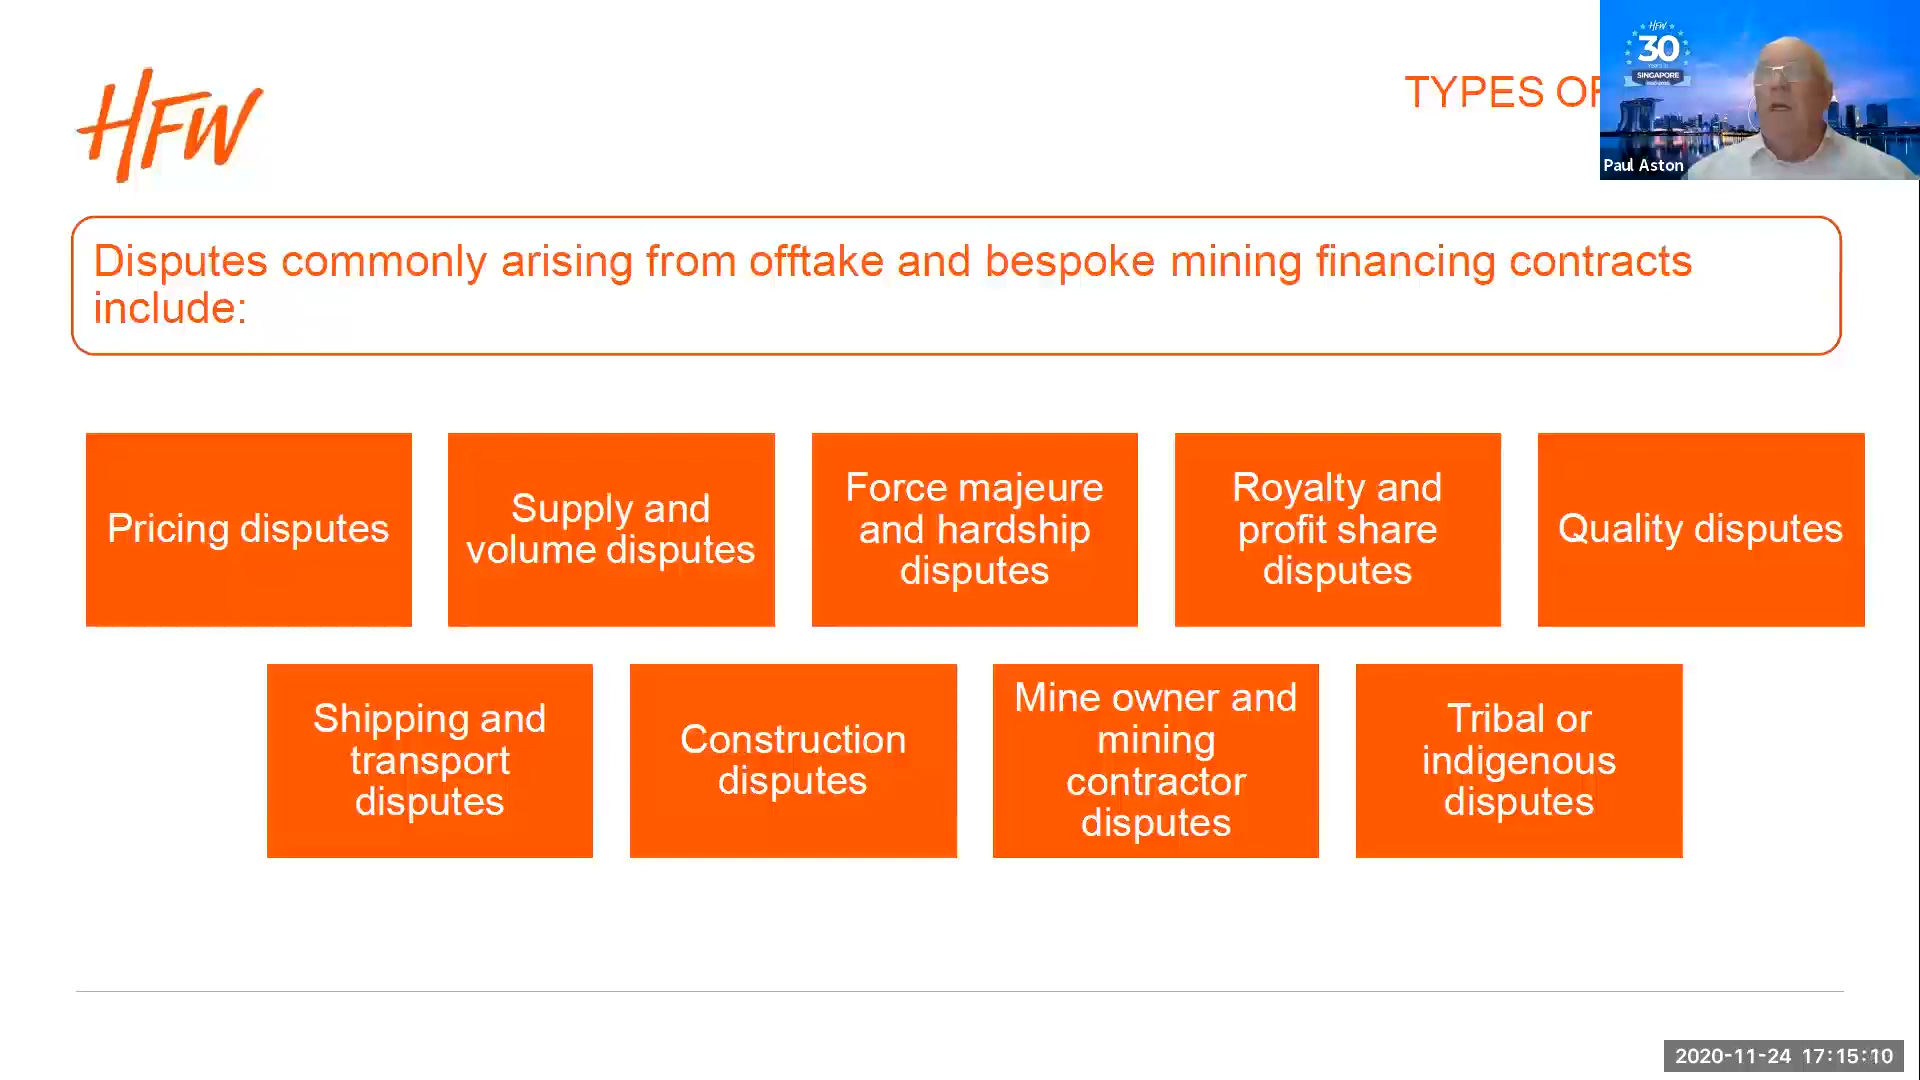 HFW
TYPES OF
HFW
30
Years in
SINGAPORE
Paul Aston
Disputes commonly arising from offtake and bespoke mining financing contracts
include:
Pricing disputes
Supply and
volume disputes
Force majeure
and hardship
disputes
Royalty and
profit share
disputes
Quality disputes
Shipping and
transport
disputes
Construction
disputes
Mine owner and
mining
contractor
disputes
Tribal or
indigenous
disputes
2020-11-24 17:15:10